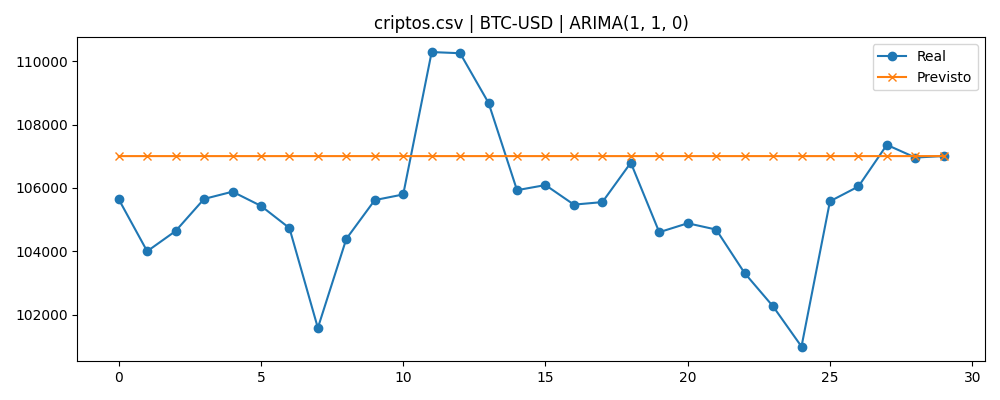 criptos.csv | BTC-USD | ARIMA(1, 1, 0)
Real
Previsto
110000
108000
106000
104000
102000
0 5 10 15 20 25 30